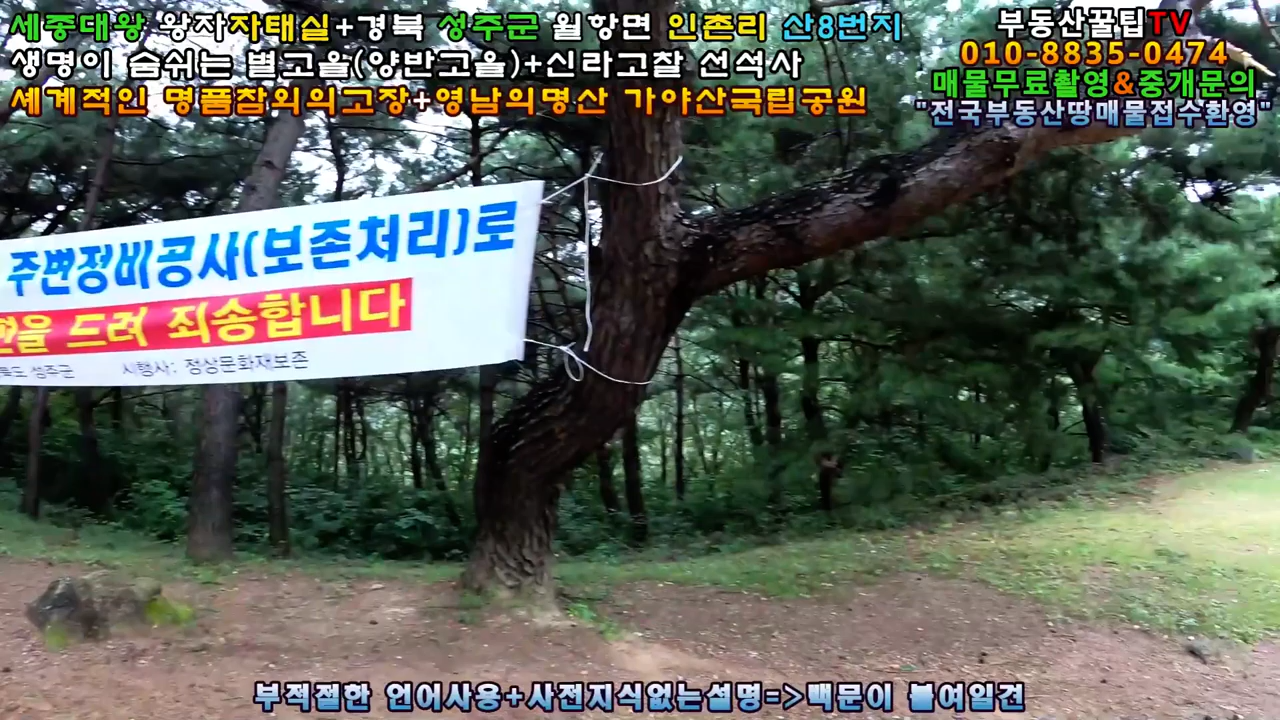 세종대왕 왕자자태실+경북 성주군 월항면 인촌리 산8번지
생명이 숨쉬는 별고을(양반고을)+신라고찰 선석사
세계적인 명품참외의고장+영남의명산 가야산국립공원
부동산꿀팁TV
010-8835-0474
매물무료촬영&중개문의
"전국부동산땅매물접수환영"
주변정비공사(보존처리)로
편을 드려 죄송합니다
북도 성주군 시행사: 정상문화재보존
부적절한 언어사용+사전지식없는설명=>백문이 불여일견